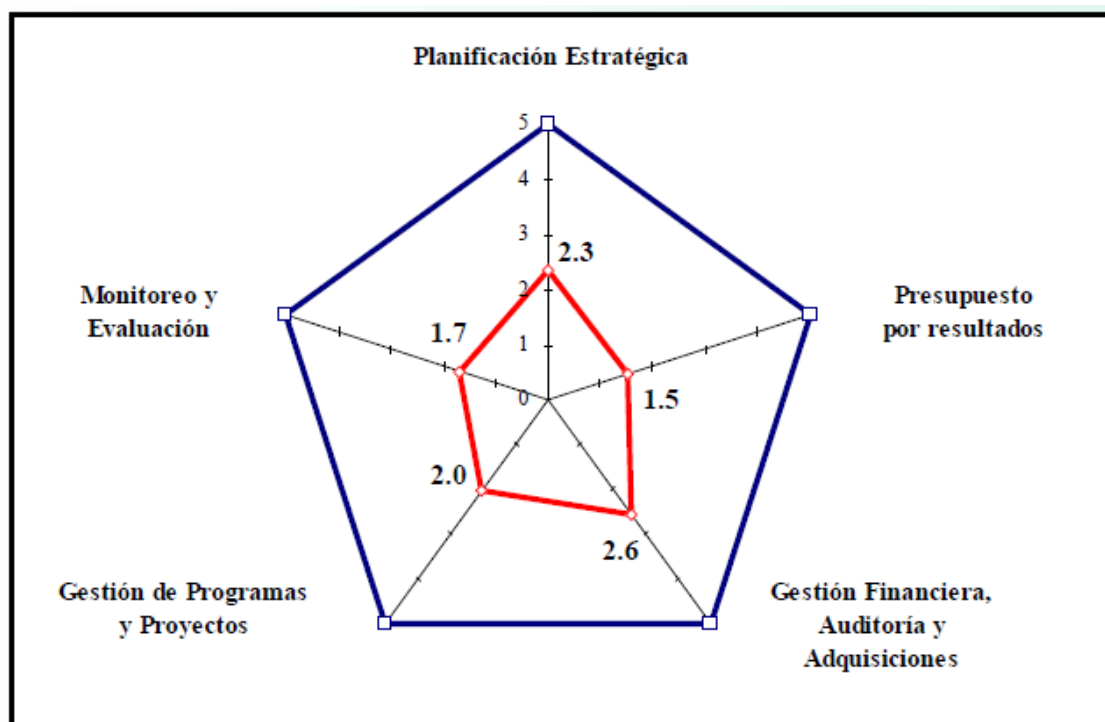 Planificación Estratégica
5
4
3
2.3
2
Monitoreo y
Evaluación
Presupuesto
por resultados
1.7
1
0
1.5
2.0
2.6
Gestión de Programas
y Proyectos
Gestión Financiera,
Auditoría y
Adquisiciones